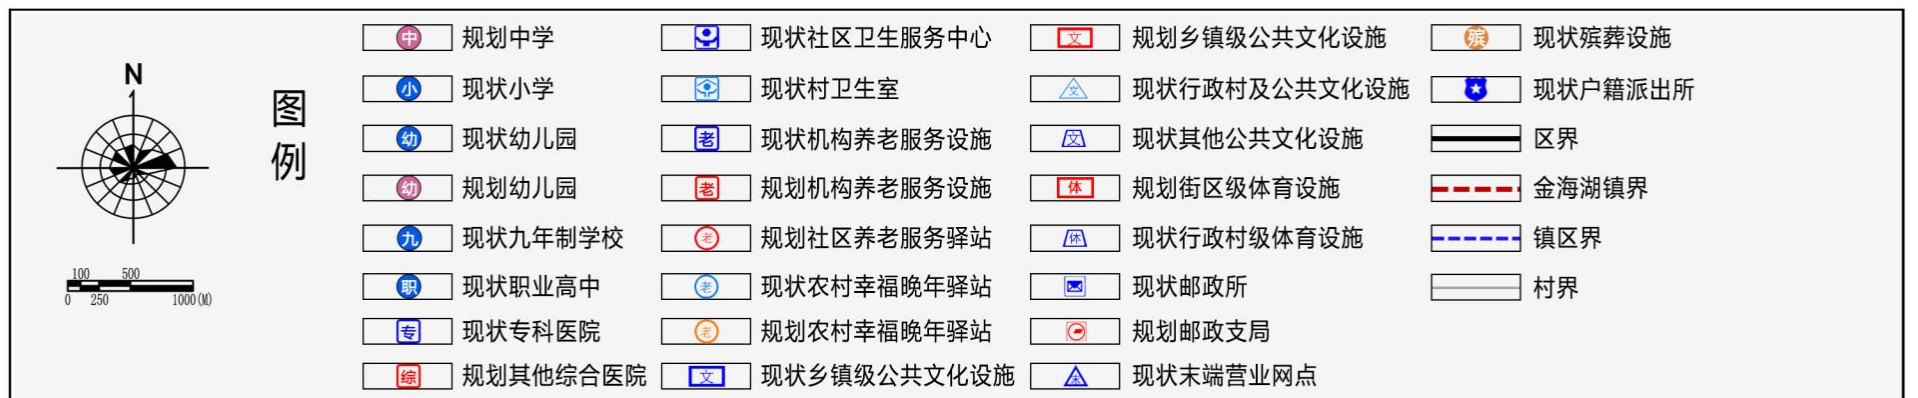 N
图
例
100 500
0 250 1000(M)
中 规划中学
小 现状小学
幼 现状幼儿园
幼 规划幼儿园
九 现状九年制学校
职 现状职业高中
专 现状专科医院
综 规划其他综合医院
现状社区卫生服务中心
现状村卫生室
老 现状机构养老服务设施
老 规划机构养老服务设施
老 规划社区养老服务驿站
老 现状农村幸福晚年驿站
老 规划农村幸福晚年驿站
文 现状乡镇级公共文化设施
文 规划乡镇级公共文化设施
文 现状行政村及公共文化设施
文 现状其他公共文化设施
体 规划街区级体育设施
体 现状行政村级体育设施
现状邮政所
规划邮政支局
末 现状末端营业网点
殡 现状殡葬设施
现状户籍派出所
区界
金海湖镇界
镇区界
村界